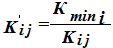 K'ij = Kmin i / Kij